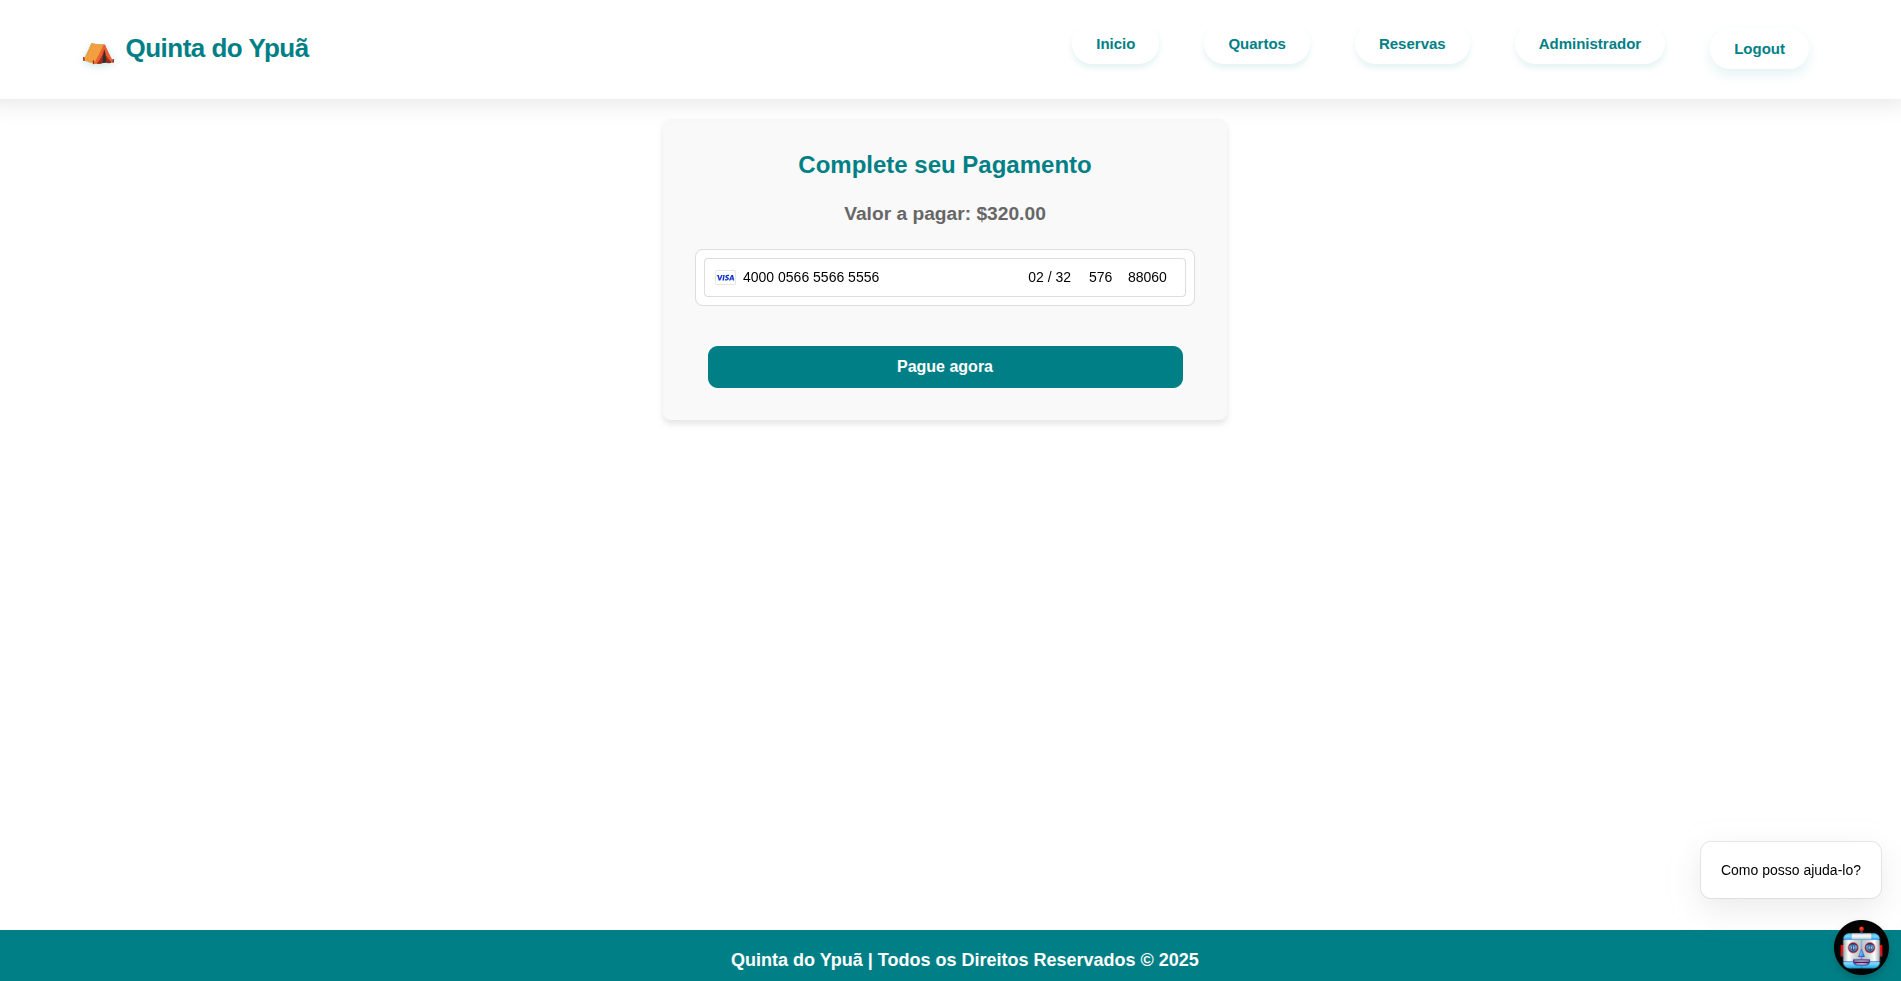 Quinta do Ypuã
Inicio
Quartos
Reservas
Administrador
Logout
Complete seu Pagamento
Valor a pagar: $320.00
VISA 4000 0566 5566 5556 02 / 32 576 88060
Pague agora
Como posso ajuda-lo?
Quinta do Ypuã | Todos os Direitos Reservados © 2025